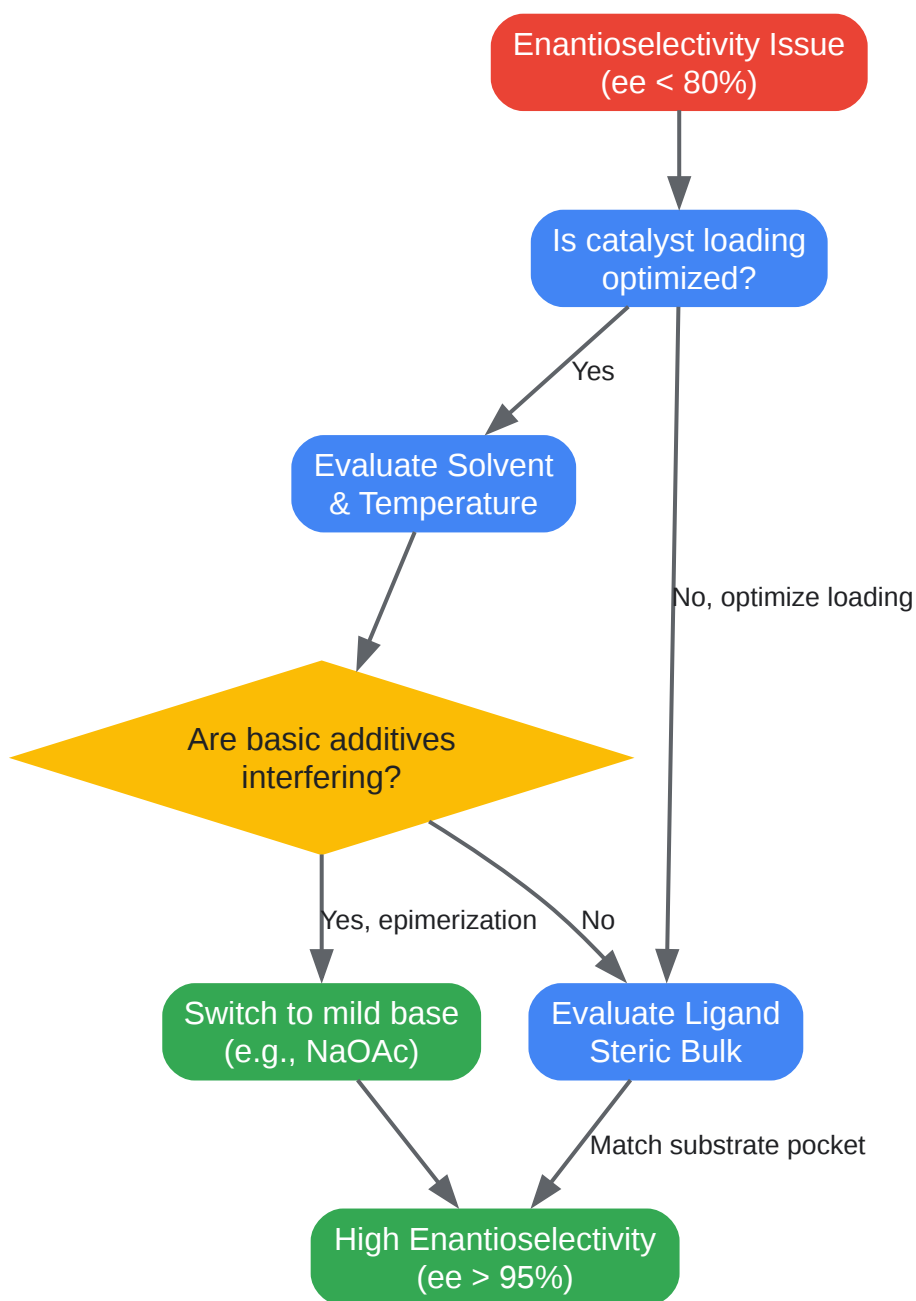 Enantioselectivity Issue
(ee < 80%)
Is catalyst loading
optimized?
Yes
Evaluate Solvent
& Temperature
No, optimize loading
Are basic additives
interfering?
Yes, epimerization
No
Switch to mild base
(e.g., NaOAc)
Evaluate Ligand
Steric Bulk
Match substrate pocket
High Enantioselectivity
(ee > 95%)